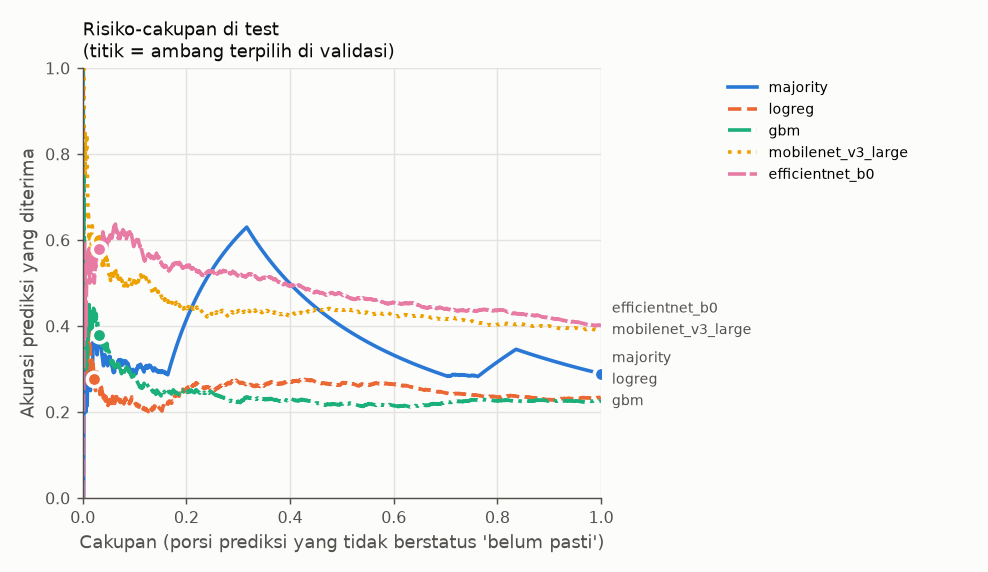 Risiko-cakupan di test
(titik = ambang terpilih di validasi)
1.0
0.8
0.6
0.4
0.2
0.0
Akurasi prediksi yang diterima
0.0 0.2 0.4 0.6 0.8 1.0
Cakupan (porsi prediksi yang tidak berstatus 'belum pasti')
efficientnet_b0
mobilenet_v3_large
majority
logreg
gbm
majority
logreg
gbm
mobilenet_v3_large
efficientnet_b0